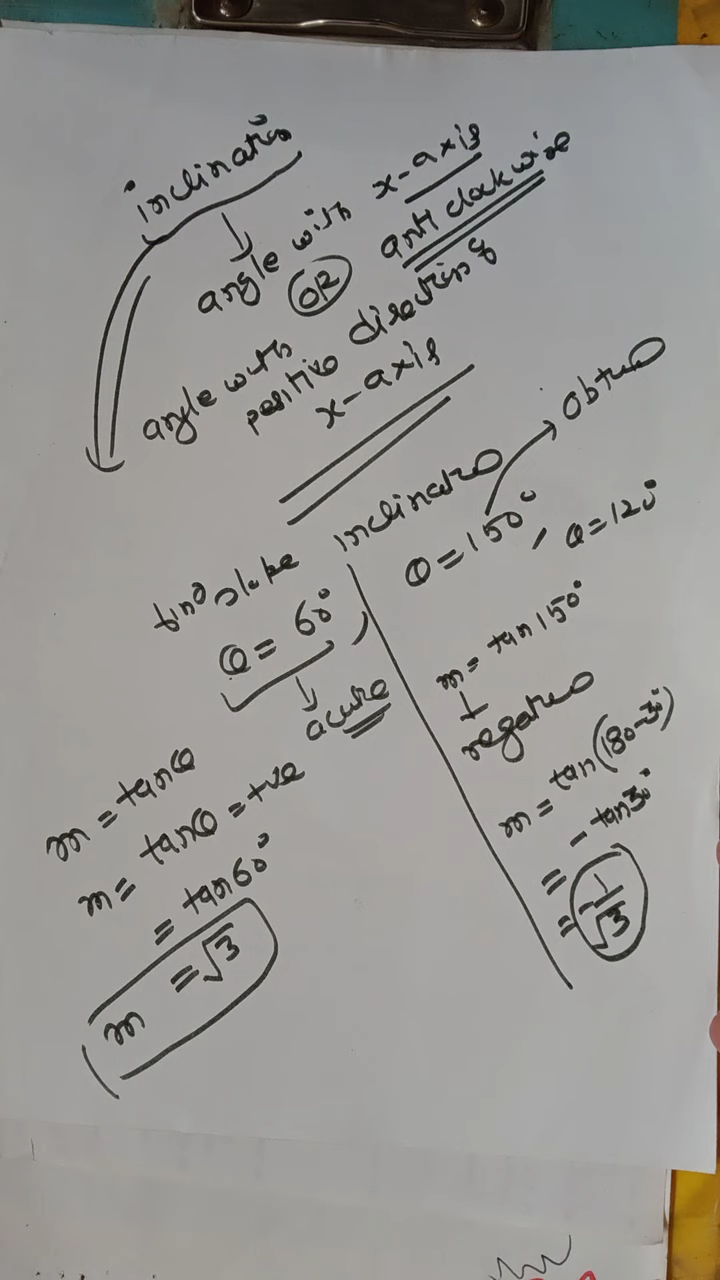 inclination
angle with x-axis
OR anti clockwise
angle with
positive direction of
x-axis
find slope inclination
θ = 60°,
acute
m = tanθ
m = tanθ = +ve
= tan60°
m = √3
θ = 150°, θ = 120°
obtuse
m = tan150°
negative
m = tan(180-30)
= - tan30°
= -1/√3